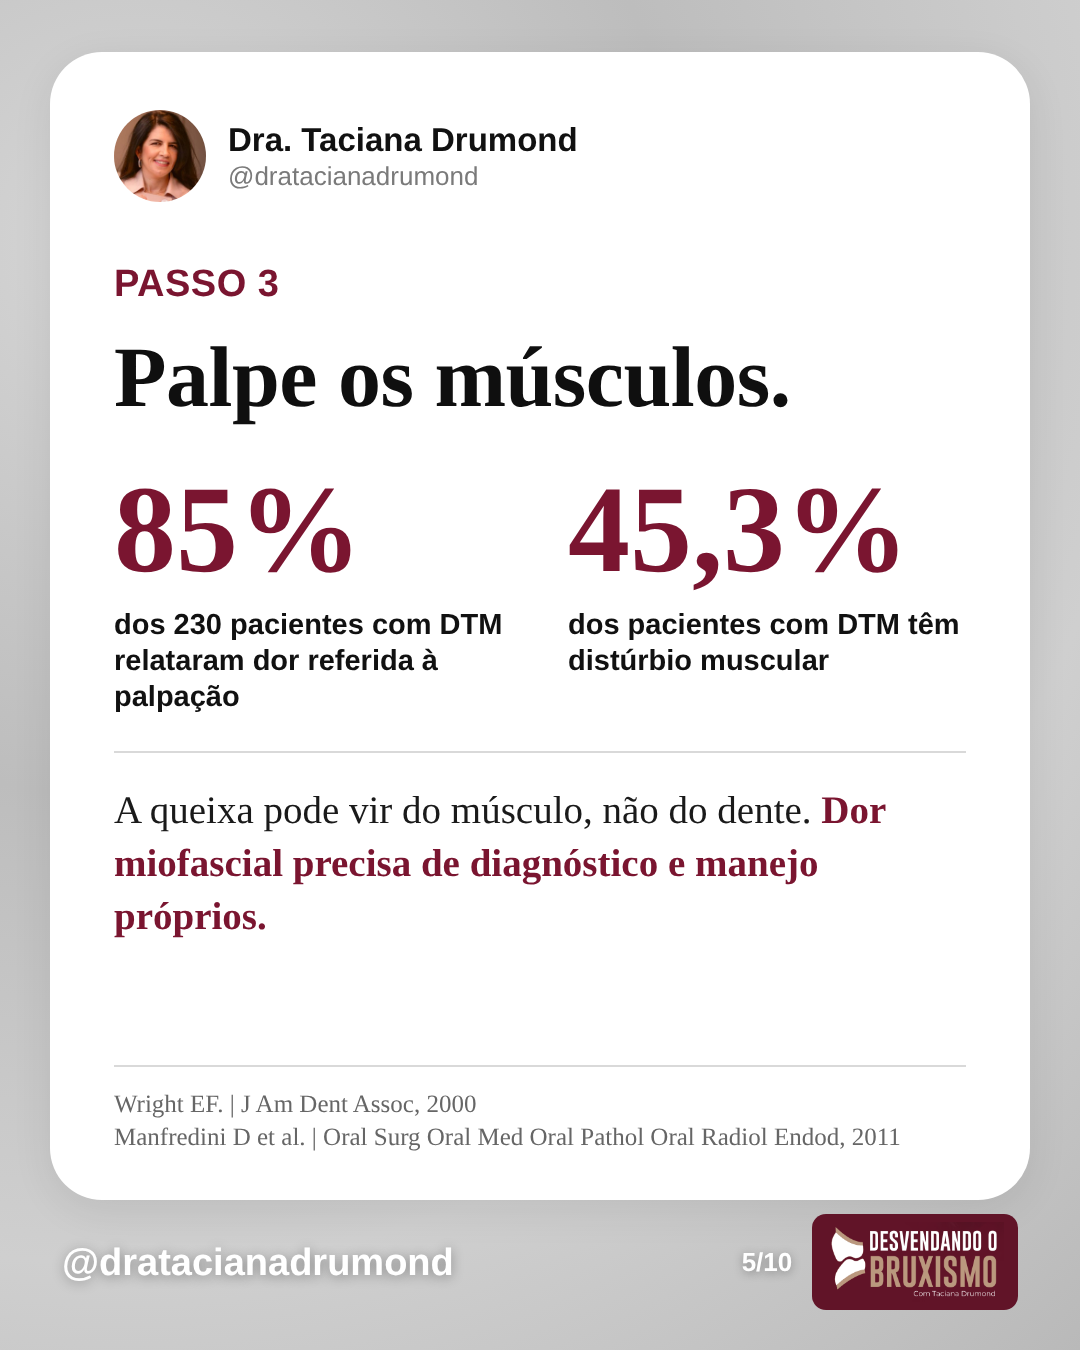 Dra. Taciana Drumond
@dratacianadrumond
PASSO 3
Palpe os músculos.
85%
dos 230 pacientes com DTM
relataram dor referida à
palpação
45,3%
dos pacientes com DTM têm
distúrbio muscular
A queixa pode vir do músculo, não do dente. Dor
miofascial precisa de diagnóstico e manejo
próprios.
Wright EF. | J Am Dent Assoc, 2000
Manfredini D et al. | Oral Surg Oral Med Oral Pathol Oral Radiol Endod, 2011
@dratacianadrumond
5/10
DESVENDANDO O
BRUXISMO
Com Taciana Drumond